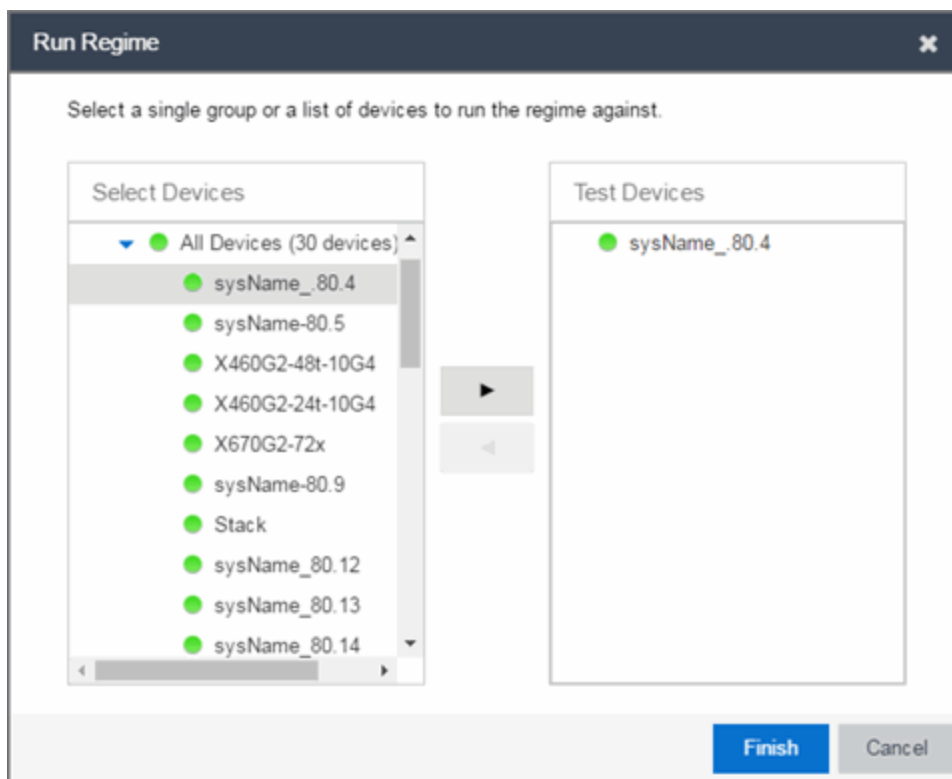 Run Regime
Select a single group or a list of devices to run the regime against.
Select Devices
All Devices (30 devices)
sysName_.80.4
sysName-80.5
X460G2-48t-10G4
X460G2-24t-10G4
X670G2-72x
sysName-80.9
Stack
sysName_80.12
sysName_80.13
sysName_80.14
Test Devices
sysName_.80.4
Finish
Cancel